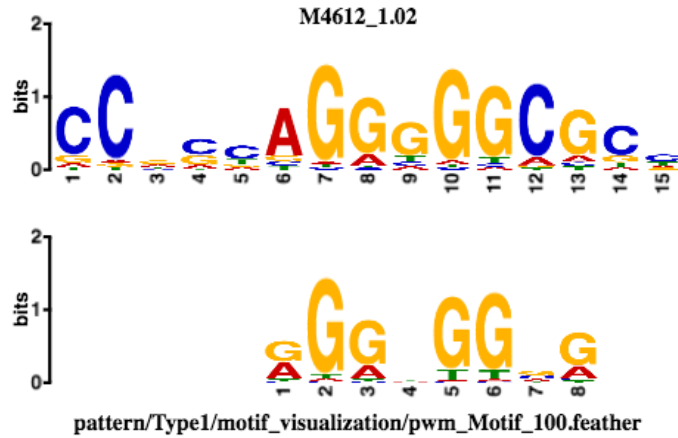 M4612_1.02
2
bits
1
0
C C C C A G G G G G C G C
1 2 3 4 5 6 7 8 9 10 11 12 13 14 15
2
bits
1
0
G G G G G G
A A T T A
1 2 3 4 5 6 7 8
pattern/Type1/motif_visualization/pwm_Motif_100.feather